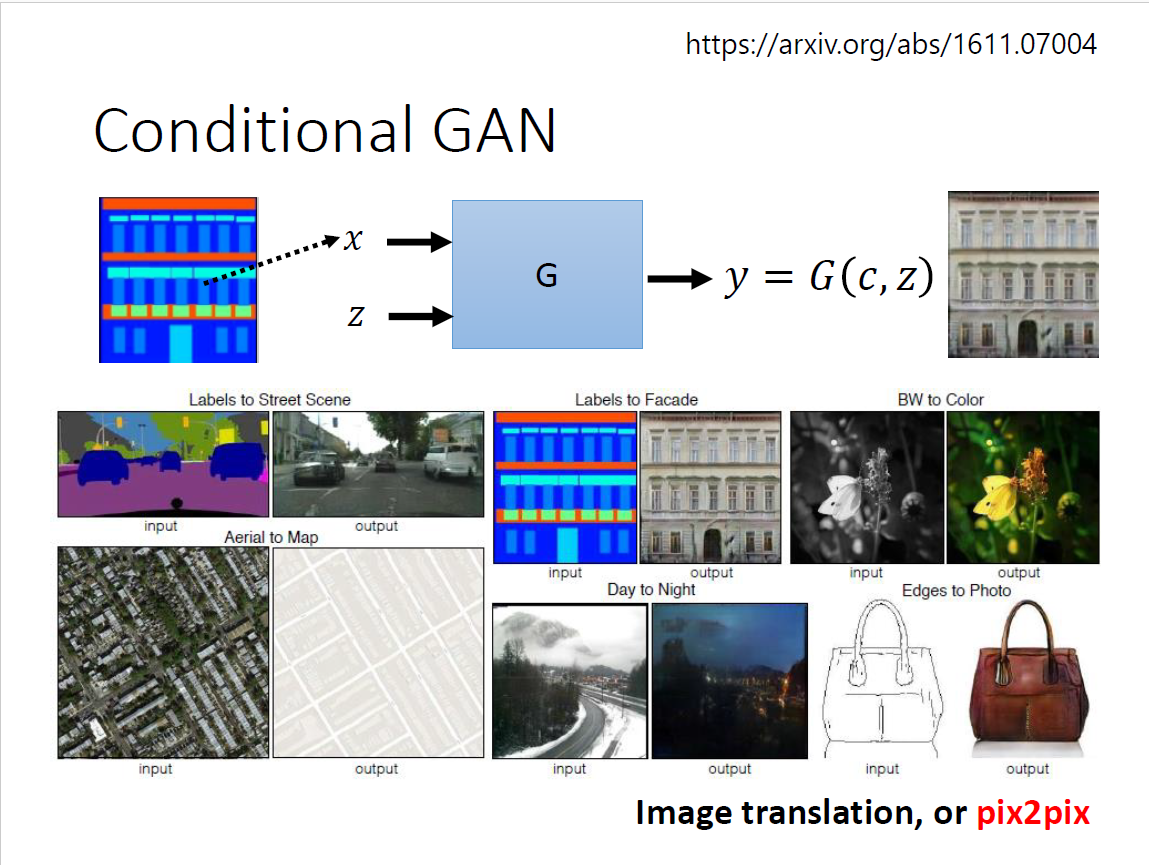 https://arxiv.org/abs/1611.07004
Conditional GAN
x
G
y = G(c, z)
z
Labels to Street Scene
Labels to Facade
BW to Color
input
output
Aerial to Map
input
output
input
output
Day to Night
Edges to Photo
input
output
input
output
input
output
Image translation, or pix2pix